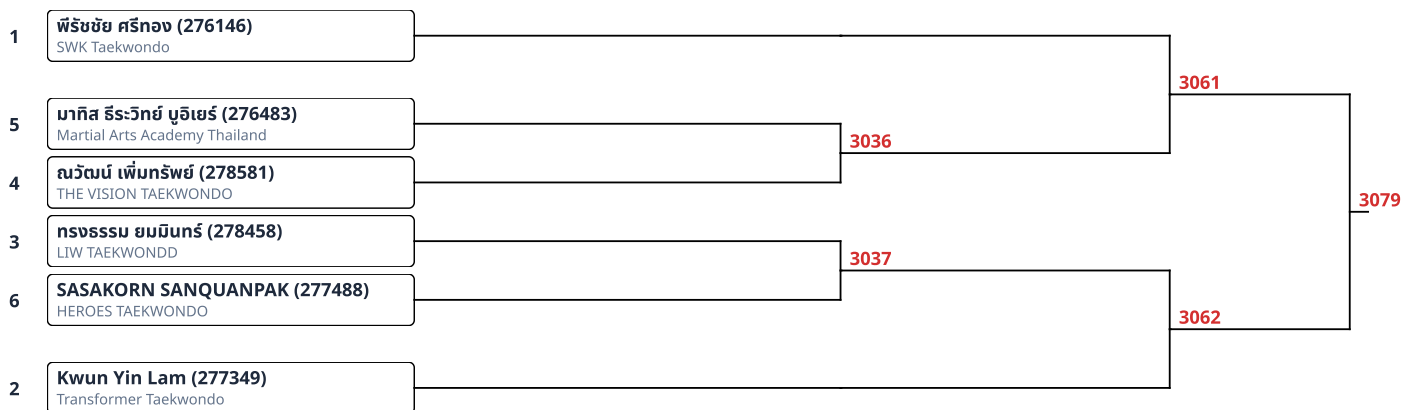 1
พีรัชชัย ศรีทอง (276146)
SWK Taekwondo
3061
5
มาทิส ธีระวิทย์ บูอิเยร์ (276483)
Martial Arts Academy Thailand
3036
4
ณวัฒน์ เพิ่มทรัพย์ (278581)
THE VISION TAEKWONDO
3079
3
ทรงธรรม ยมมินทร์ (278458)
LIW TAEKWONDD
3037
6
SASAKORN SANQUANPAK (277488)
HEROES TAEKWONDO
3062
2
Kwun Yin Lam (277349)
Transformer Taekwondo